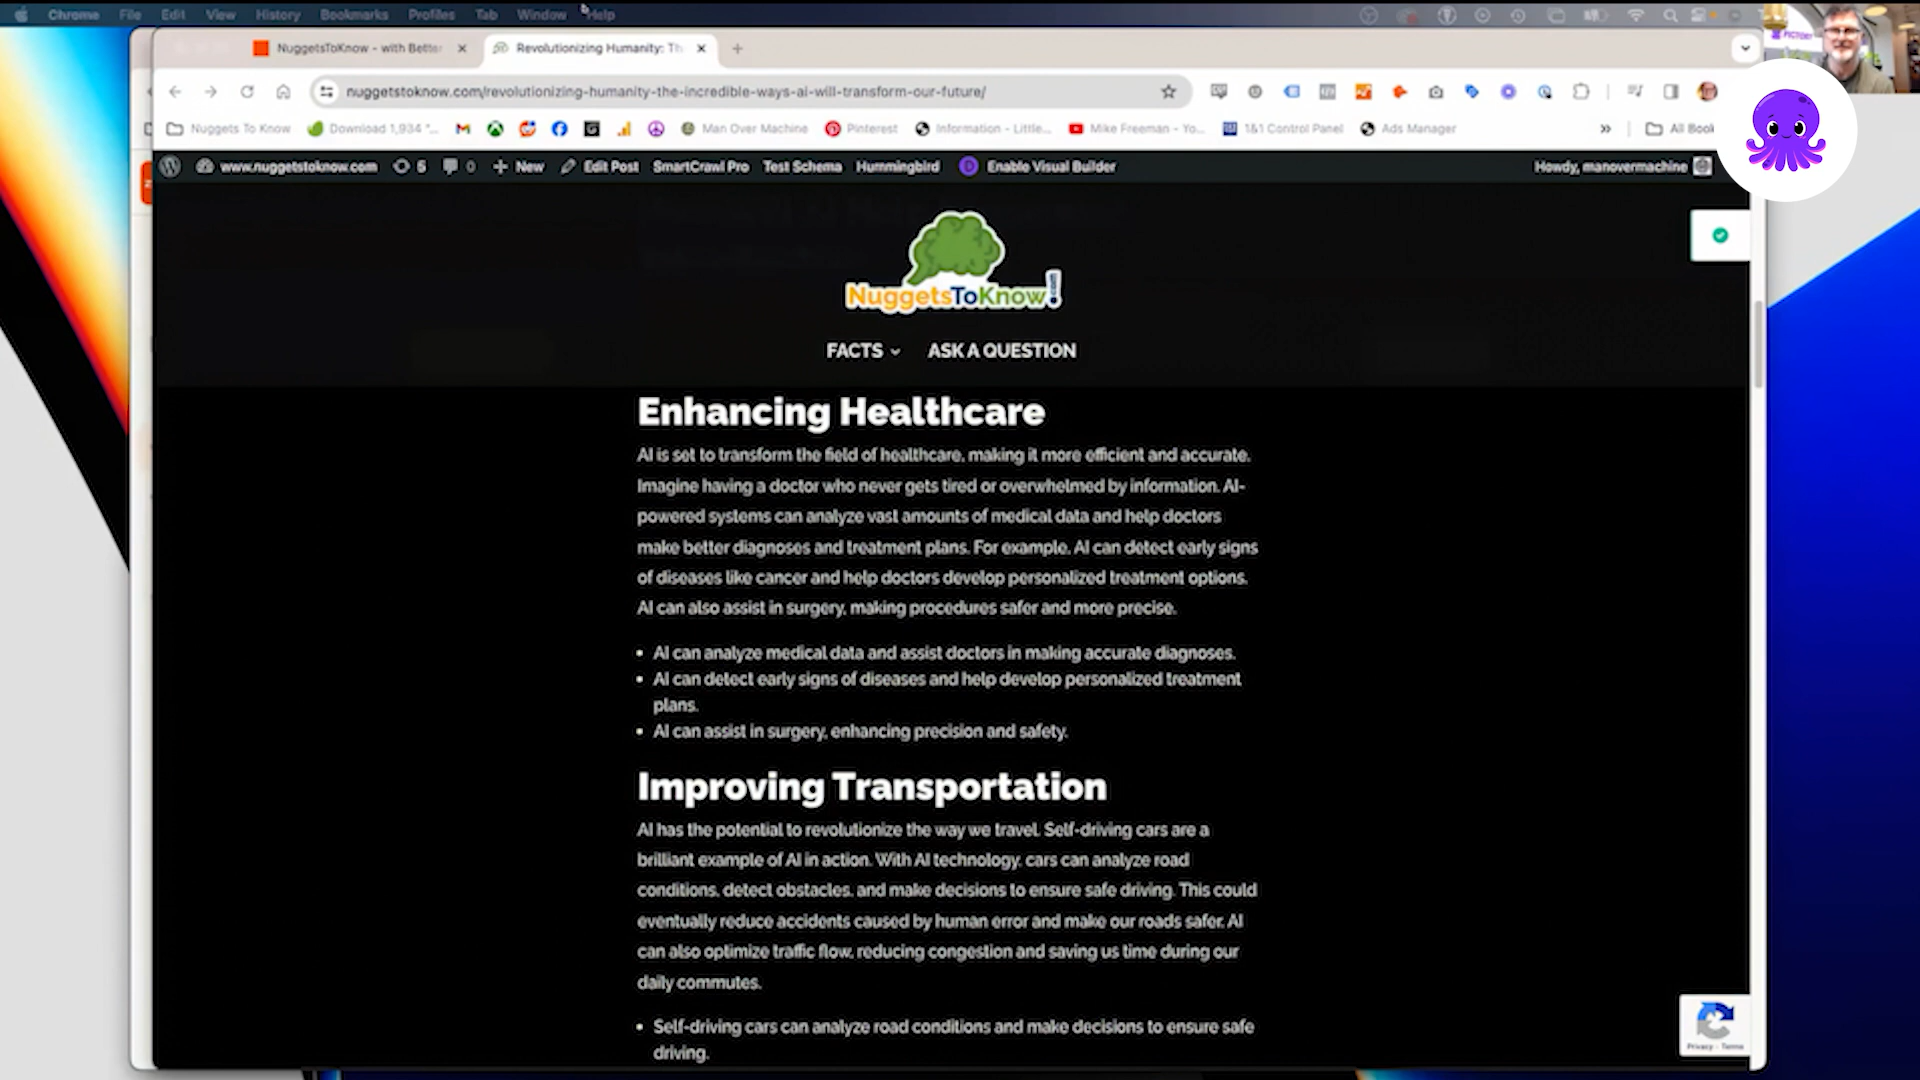 Chrome File Edit View History Bookmarks Profiles Tab Window Help
NuggetsToKnow - with Better
Revolutionizing Humanity: Th
PICTORY
nuggetstoknow.com/revolutionizing-humanity-the-incredible-ways-ai-will-transform-our-future/
Nuggets To Know Download 1,934 "... Man Over Machine Pinterest Information - Little... Mike Freeman - Yo... 1&1 Control Panel Ads Manager » All Book
www.nuggetstoknow.com 5 0 New Edit Post SmartCrawl Pro Test Schema Hummingbird Enable Visual Builder Howdy, manovermachine
NuggetsToKnow!.com
FACTS ASK A QUESTION
Enhancing Healthcare
AI is set to transform the field of healthcare, making it more efficient and accurate.
Imagine having a doctor who never gets tired or overwhelmed by information. AI-
powered systems can analyze vast amounts of medical data and help doctors
make better diagnoses and treatment plans. For example, AI can detect early signs
of diseases like cancer and help doctors develop personalized treatment options.
AI can also assist in surgery, making procedures safer and more precise.
• AI can analyze medical data and assist doctors in making accurate diagnoses.
• AI can detect early signs of diseases and help develop personalized treatment
plans.
• AI can assist in surgery, enhancing precision and safety.
Improving Transportation
AI has the potential to revolutionize the way we travel. Self-driving cars are a
brilliant example of AI in action. With AI technology, cars can analyze road
conditions, detect obstacles, and make decisions to ensure safe driving. This could
eventually reduce accidents caused by human error and make our roads safer. AI
can also optimize traffic flow, reducing congestion and saving us time during our
daily commutes.
• Self-driving cars can analyze road conditions and make decisions to ensure safe
driving.
Privacy - Terms